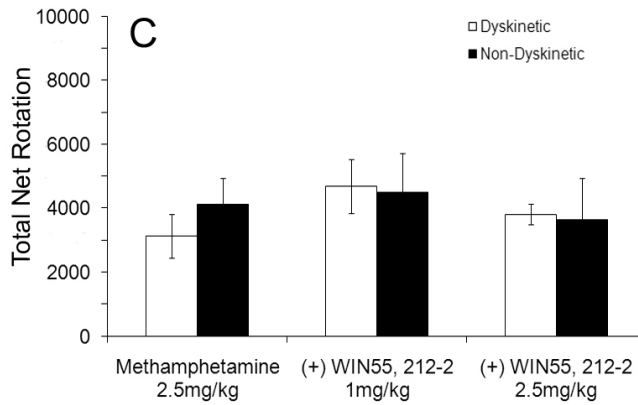 C
Dyskinetic
Non-Dyskinetic
Total Net Rotation
10000
8000
6000
4000
2000
0
Methamphetamine
2.5mg/kg
(+) WIN55, 212-2
1mg/kg
(+) WIN55, 212-2
2.5mg/kg